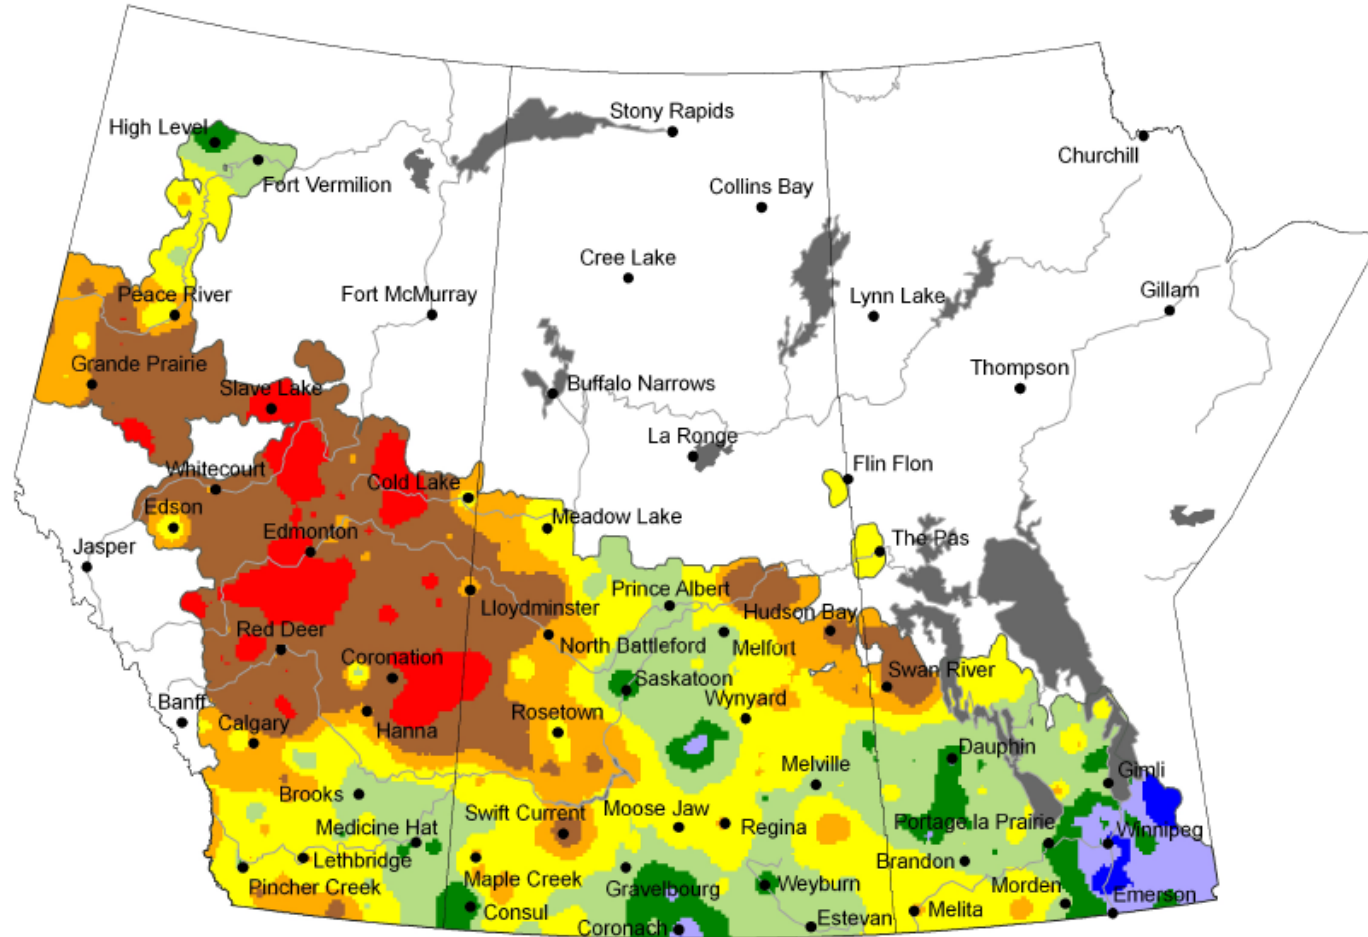 Stony Rapids
High Level
Churchill
Fort Vermilion
Collins Bay
Cree Lake
Peace River
Fort McMurray
Lynn Lake
Gillam
Grande Prairie
Thompson
Slave Lake
Buffalo Narrows
La Ronge
Flin Flon
Whitecourt
Cold Lake
Edson
Meadow Lake
Edmonton
The Pas
Jasper
Prince Albert
Lloydminster
Hudson Bay
Red Deer
North Battleford
Melfort
Coronation
Swan River
Saskatoon
Banff
Wynyard
Calgary
Hanna
Rosetown
Dauphin
Melville
Gimli
Brooks
Swift Current
Moose Jaw
Medicine Hat
Regina
Portage la Prairie
Winnipeg
Lethbridge
Brandon
Pincher Creek
Maple Creek
Gravelbourg
Weyburn
Morden
Consul
Emerson
Melita
Estevan
Coronach